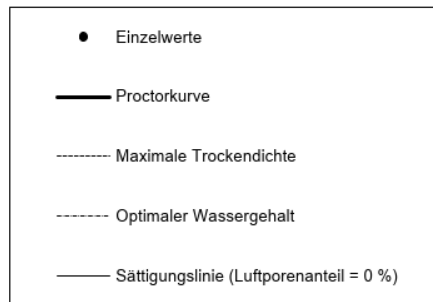 Einzelwerte
Proctorkurve
Maximale Trockendichte
Optimaler Wassergehalt
Sättigungslinie (Luftporenanteil = 0 %)